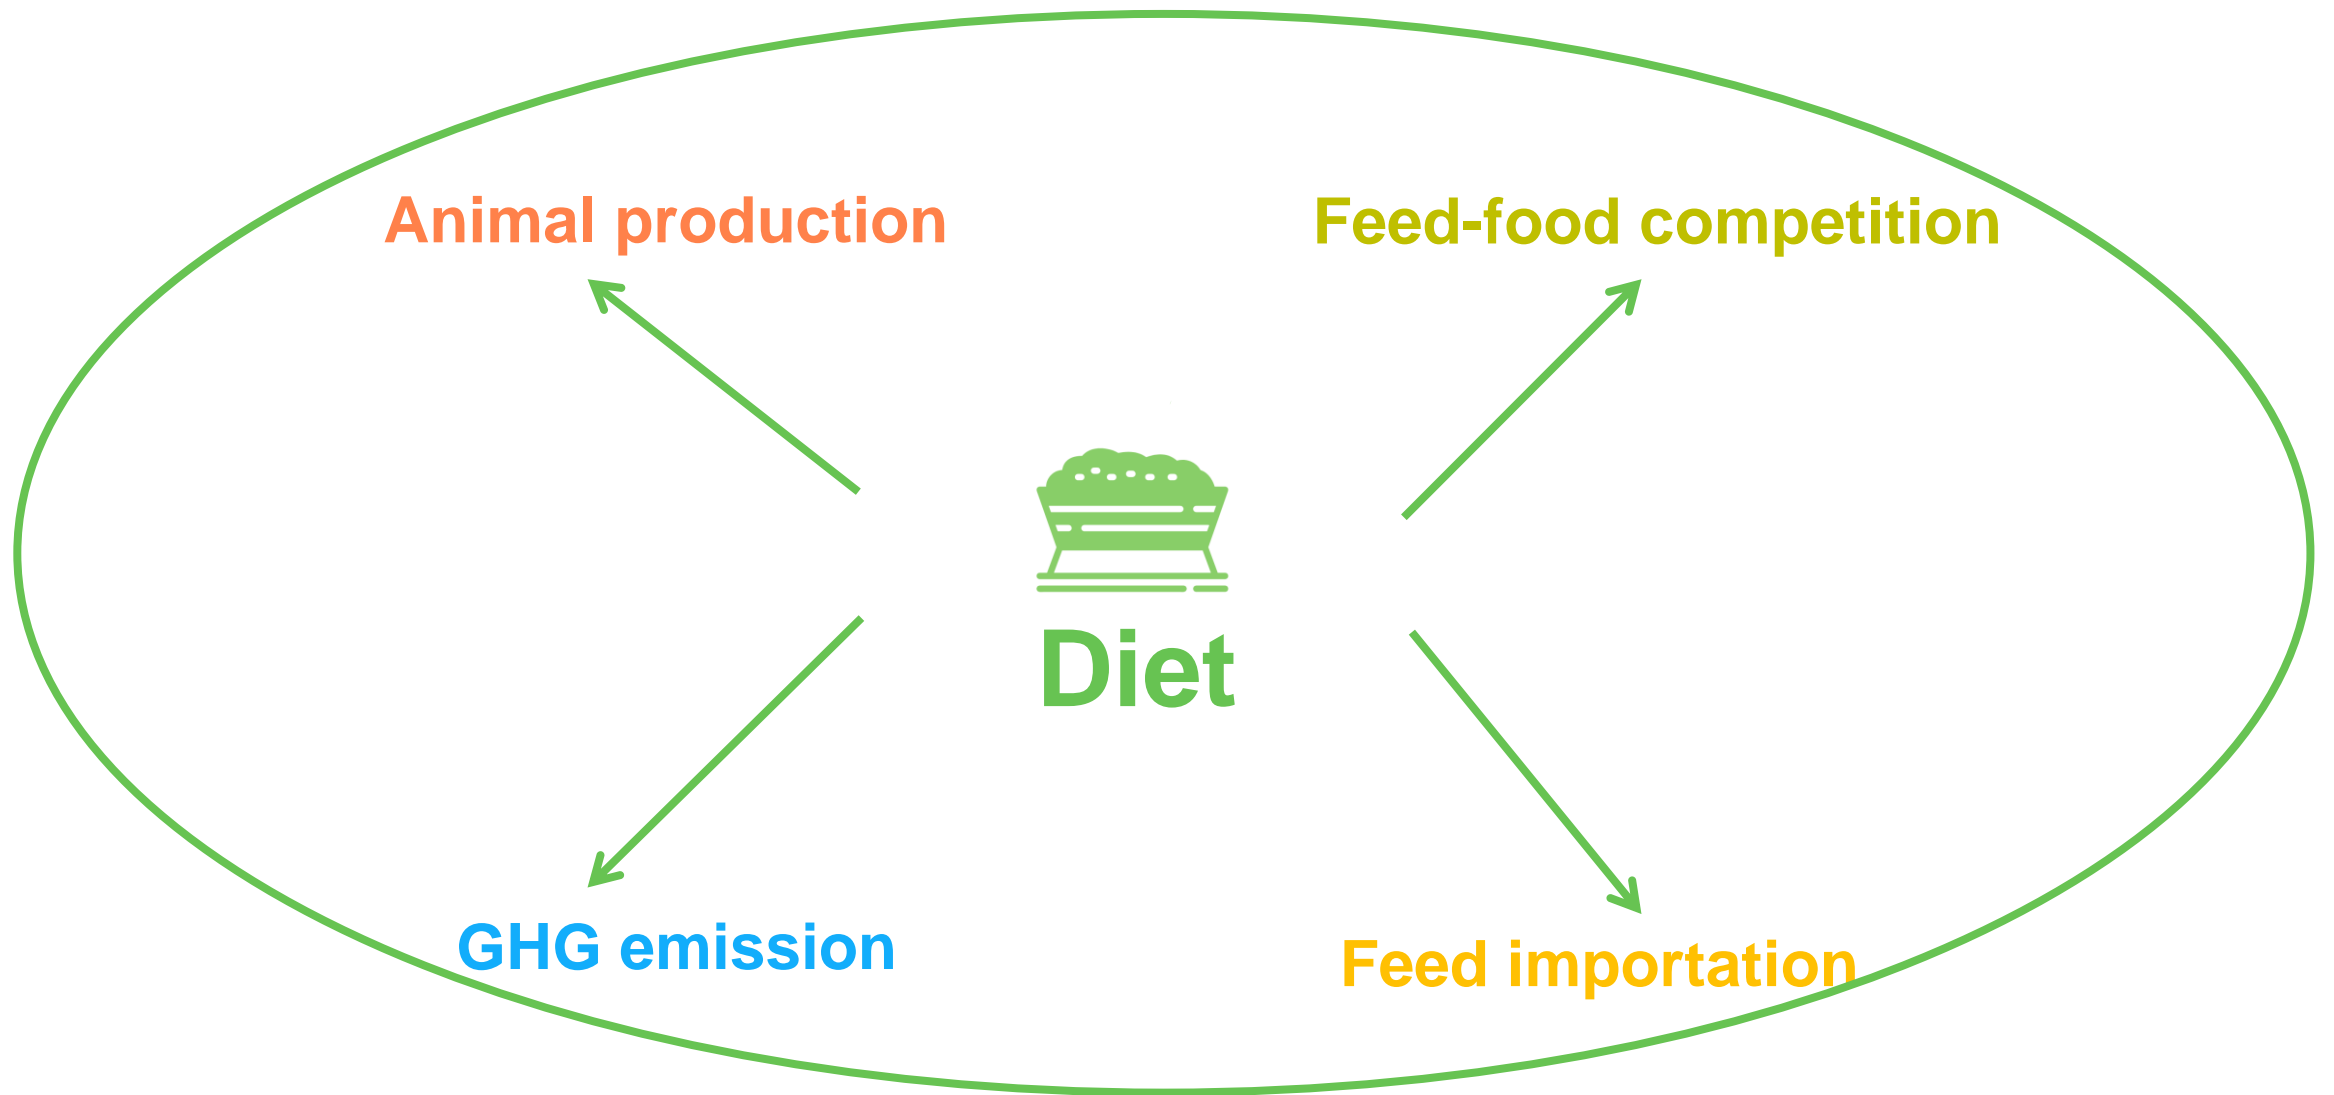 Animal production
Feed-food competition
Diet
GHG emission
Feed importation